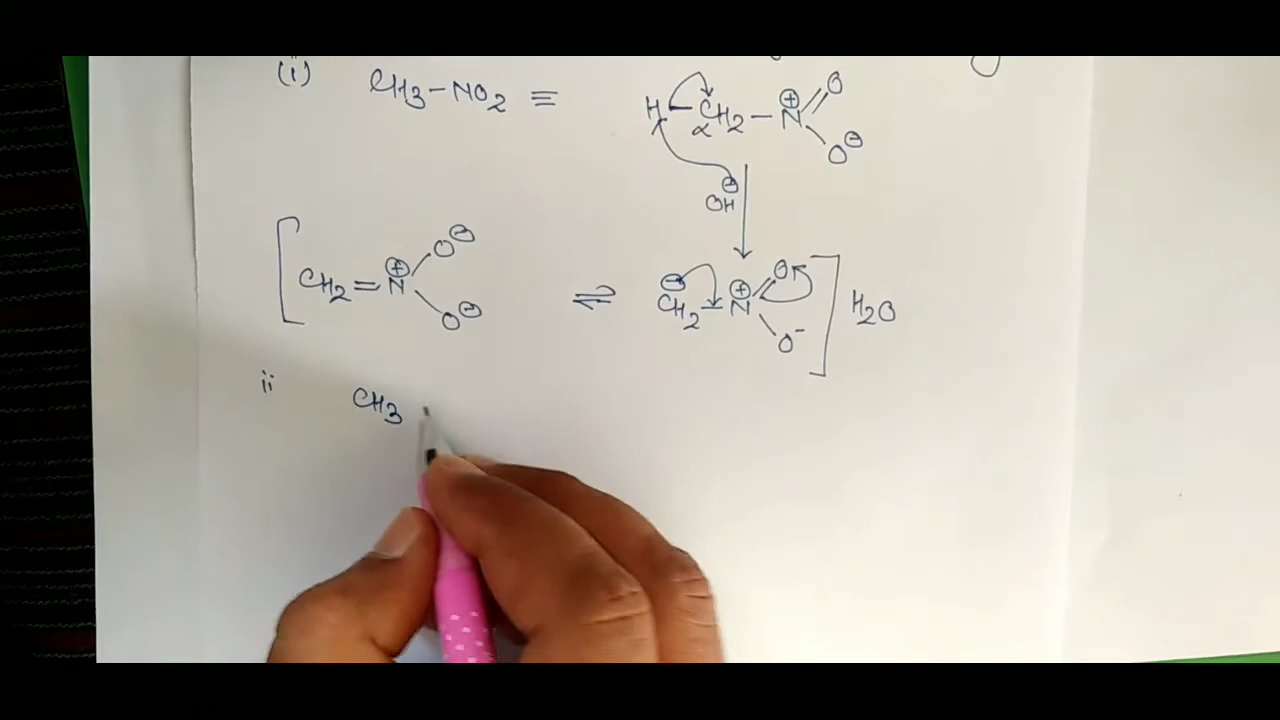 (i) CH3-NO2 ≡ H-CH2-N⊕ O O⊖
α
⊖OH
[CH2=N⊕ O⊖ O⊖ ⇌ ⊖CH2-N⊕ O O-] H2O
ii CH3